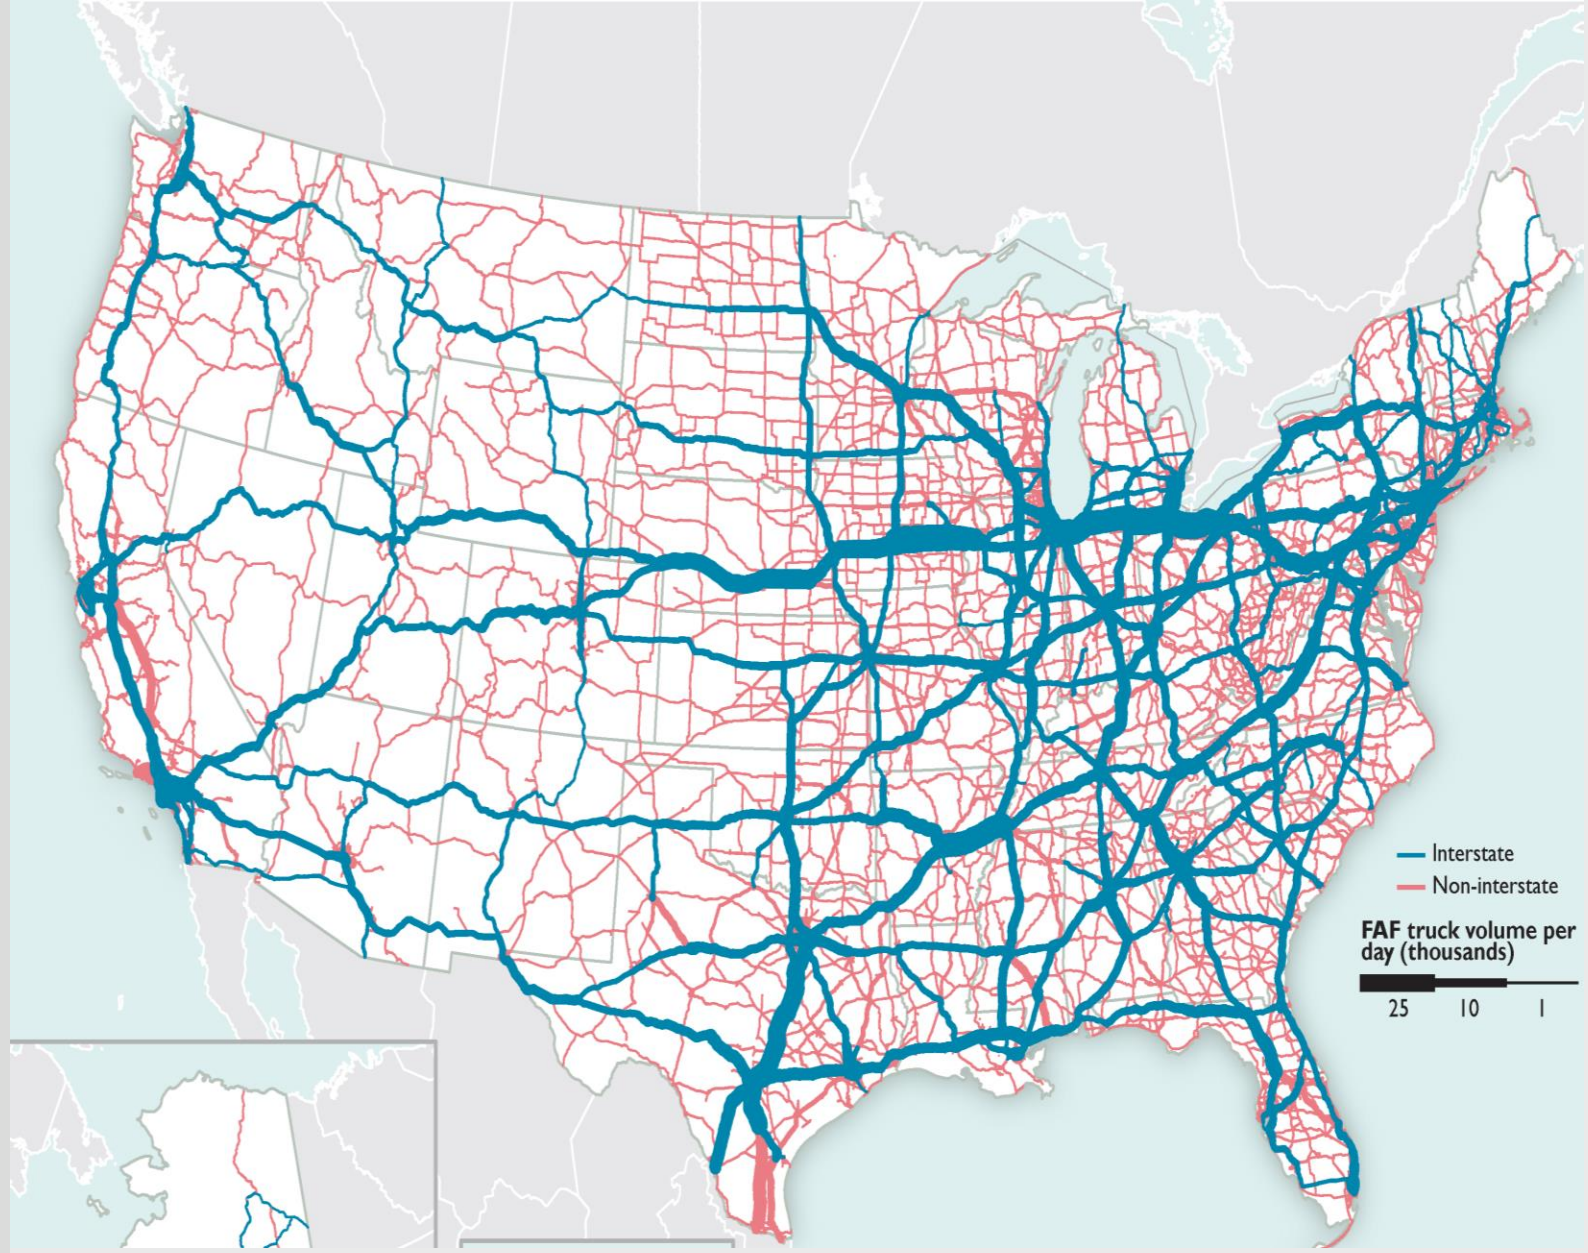 Interstate
Non-interstate
FAF truck volume per
day (thousands)
25 10 1